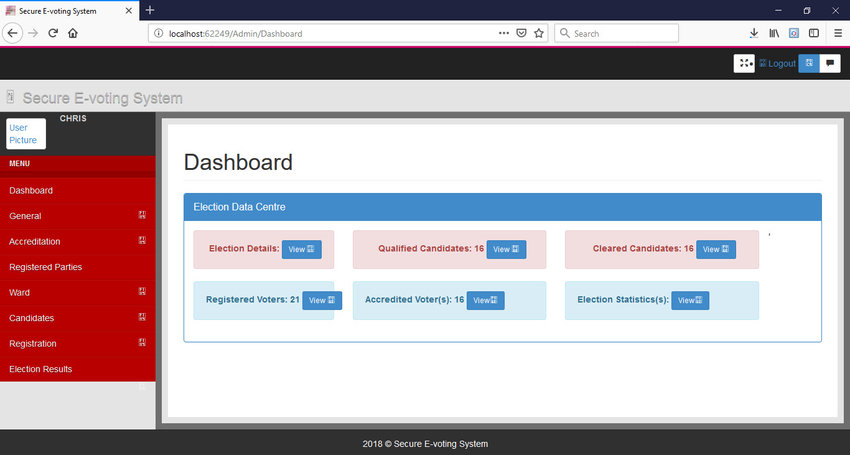 Secure E-voting System
localhost:62249/Admin/Dashboard
Search
Logout
Secure E-voting System
User Picture
CHRIS
MENU
Dashboard
General
Accreditation
Registered Parties
Ward
Candidates
Registration
Election Results
Dashboard
Election Data Centre
Election Details: View
Qualified Candidates: 16 View
Cleared Candidates: 16 View
Registered Voters: 21 View
Accredited Voter(s): 16 View
Election Statistics(s): View
2018 © Secure E-voting System